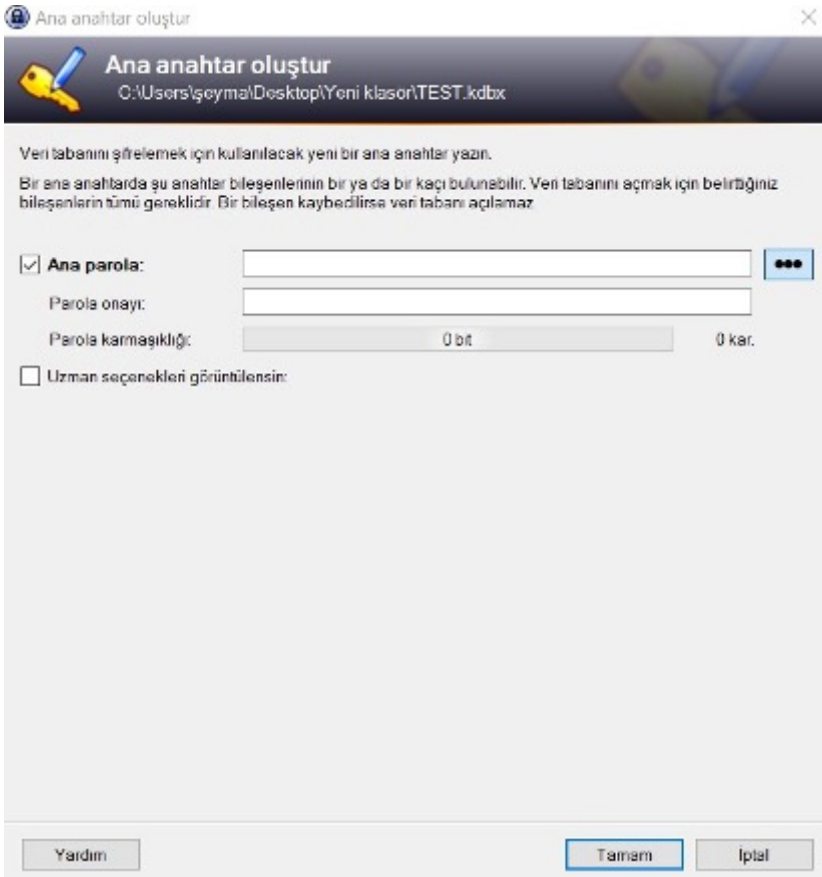 Ana anahtar oluştur
Ana anahtar oluştur
C:\Users\şeyma\Desktop\Yeni klasör\TEST.kdbx
Veri tabanını şifrelemek için kullanılacak yeni bir ana anahtar yazın.
Bir ana anahtarda şu anahtar bileşenlerinin bir ya da bir kaçı bulunabilir. Veri tabanını açmak için belirttiğiniz
bileşenlerin tümü gereklidir. Bir bileşen kaybedilirse veri tabanı açılamaz
Ana parola:
Parola onayı:
Parola karmaşıklığı: 0 bit 0 kar.
Uzman seçenekleri görüntülensin:
Yardım Tamam İptal